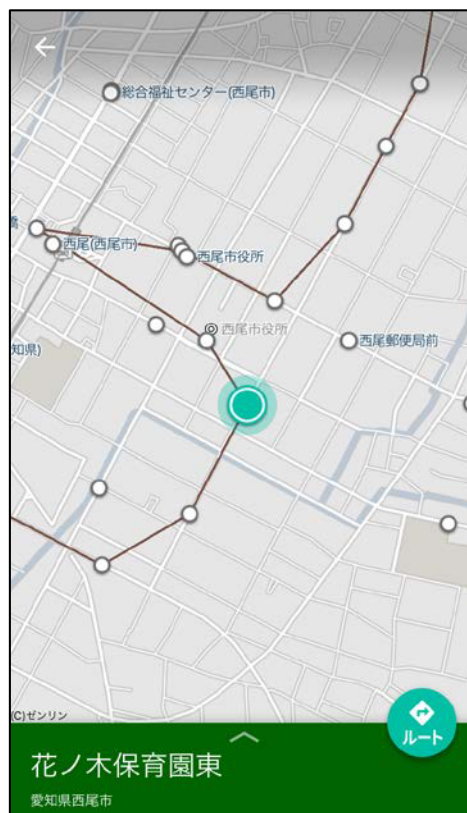 総合福祉センター(西尾市)
橋
西尾(西尾市)
西尾市役所
西尾市役所
西尾郵便局前
知県)
(C)ゼンリン
ルート
花ノ木保育園東
愛知県西尾市